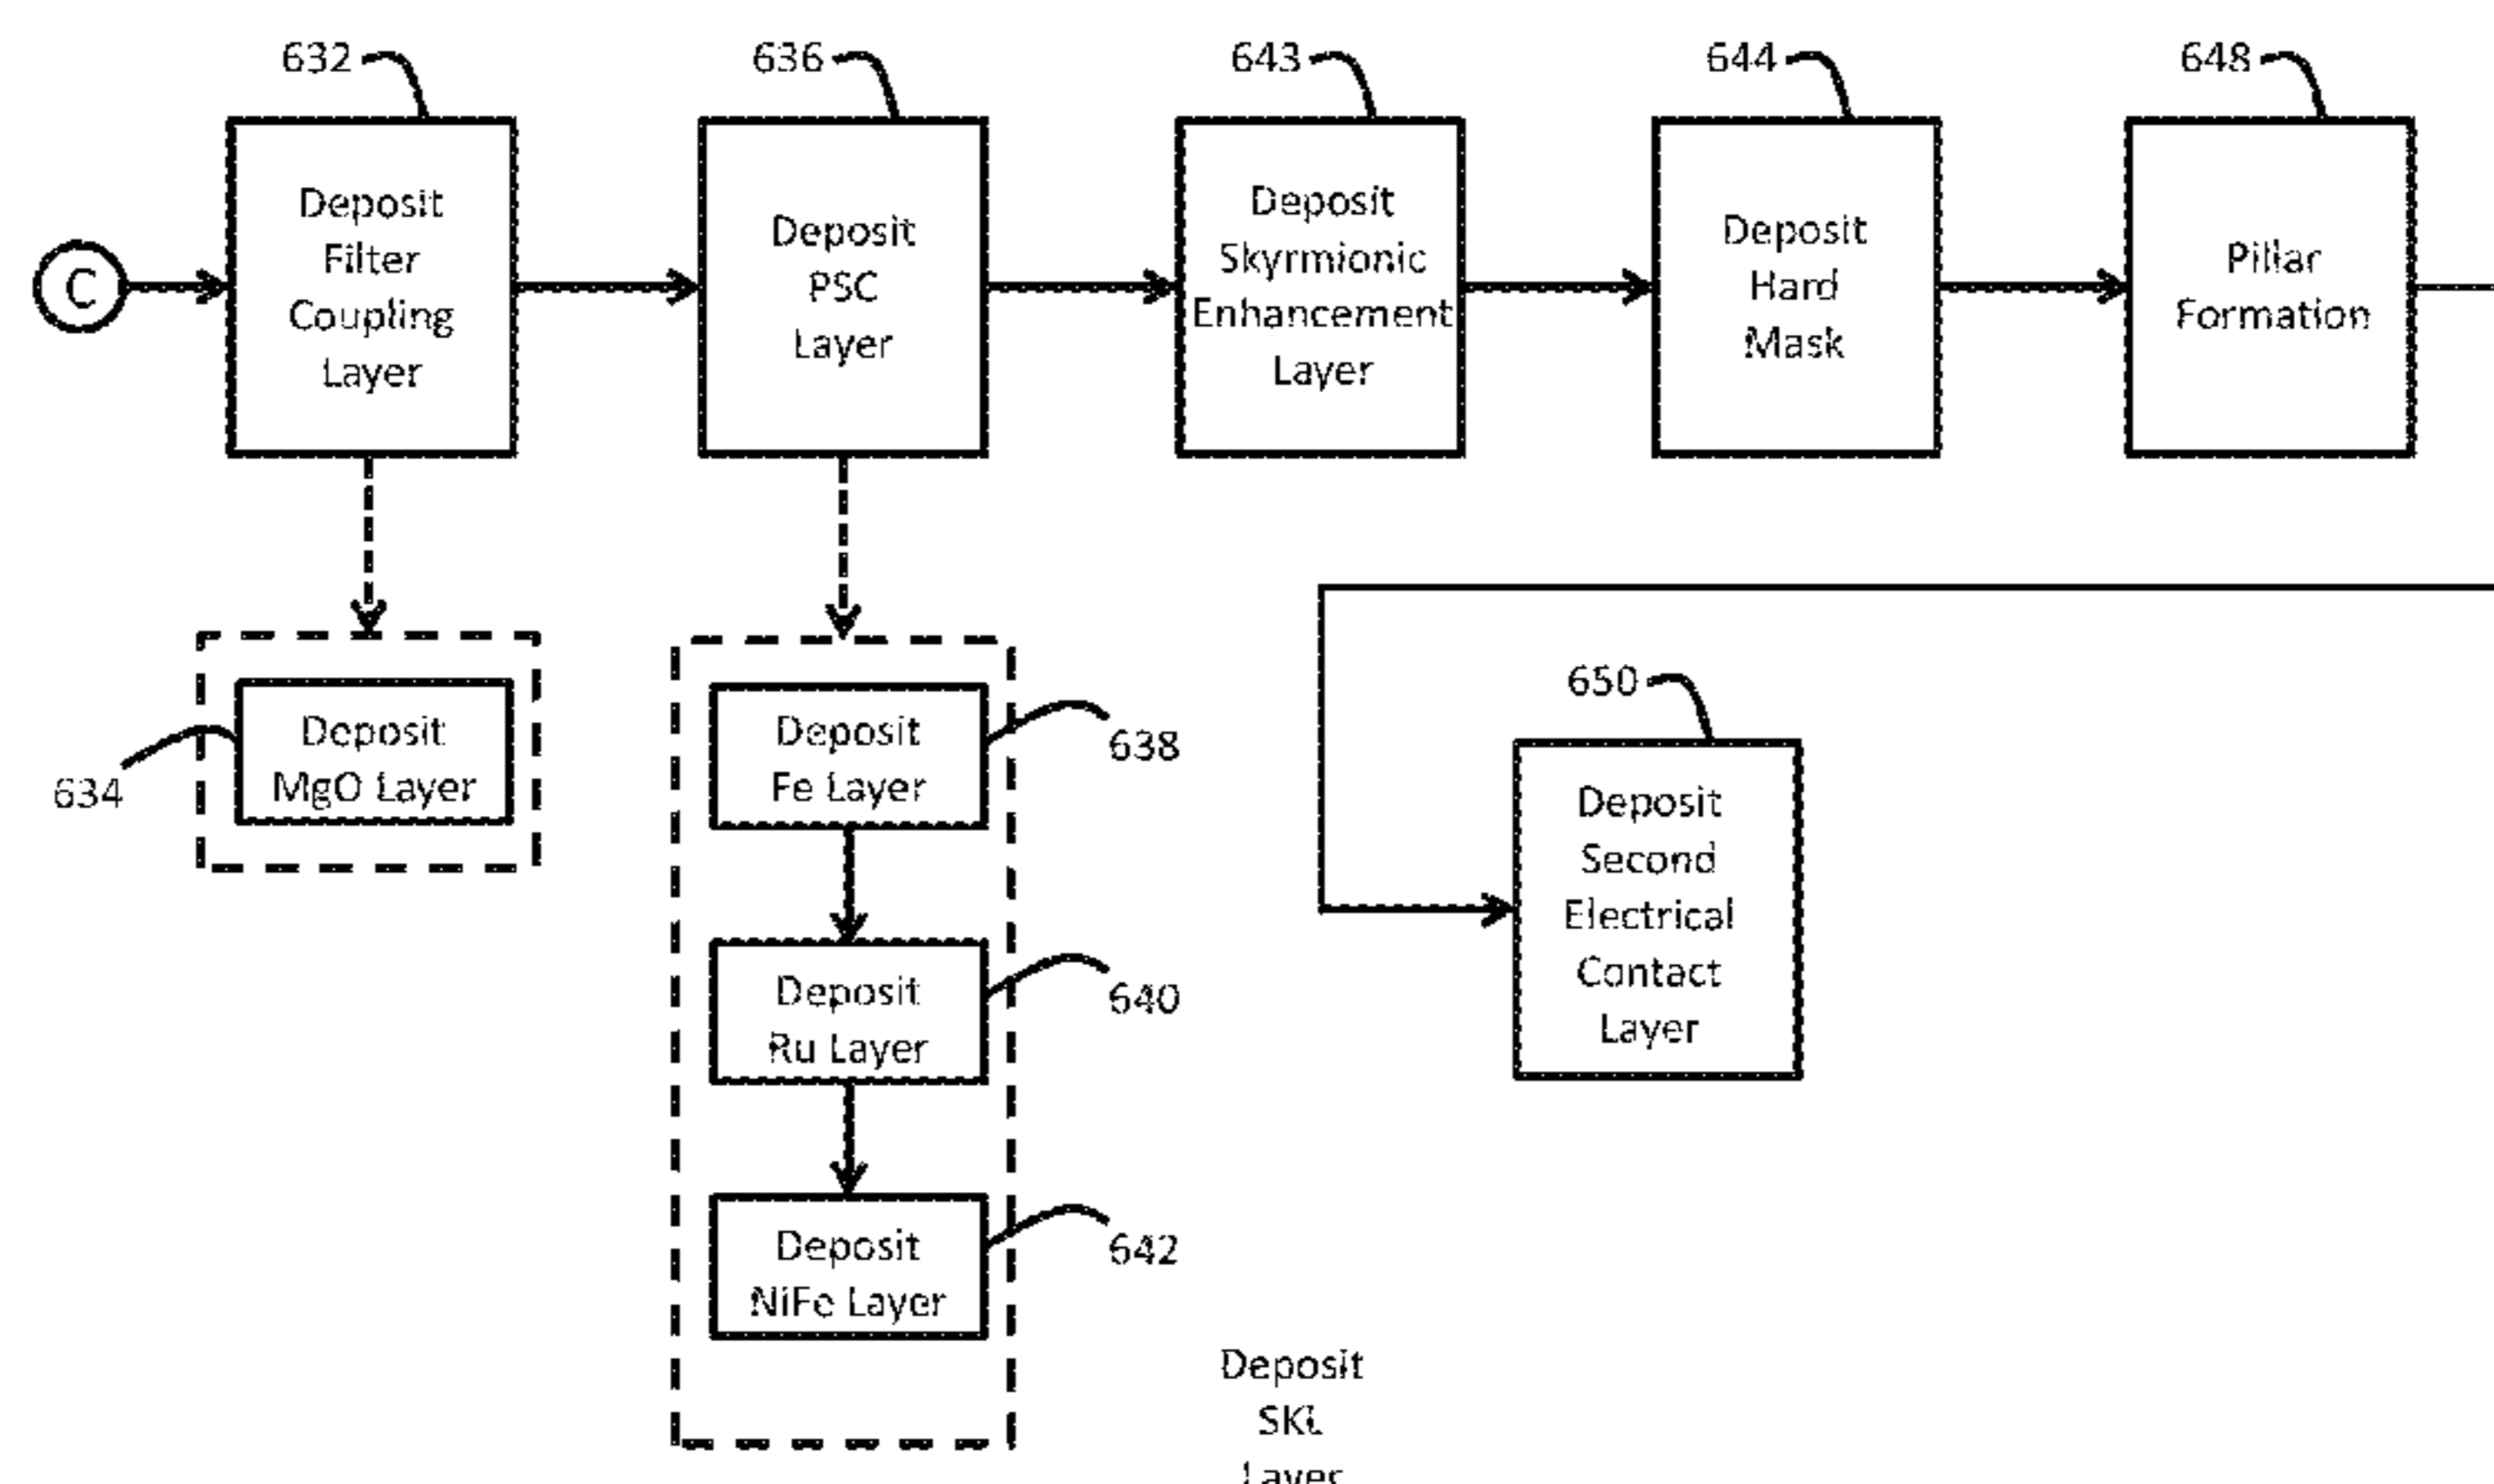 632
636
643
644
648
C
Deposit
Filter
Coupling
Layer
Deposit
PSC
Layer
Deposit
Skyrmionic
Enhancement
Layer
Deposit
Hard
Mask
Pillar
Formation
634
Deposit
MgO Layer
Deposit
Fe Layer
638
Deposit
Ru Layer
640
Deposit
NiFe Layer
642
650
Deposit
Second
Electrical
Contact
Layer
Deposit
SKL
Layer